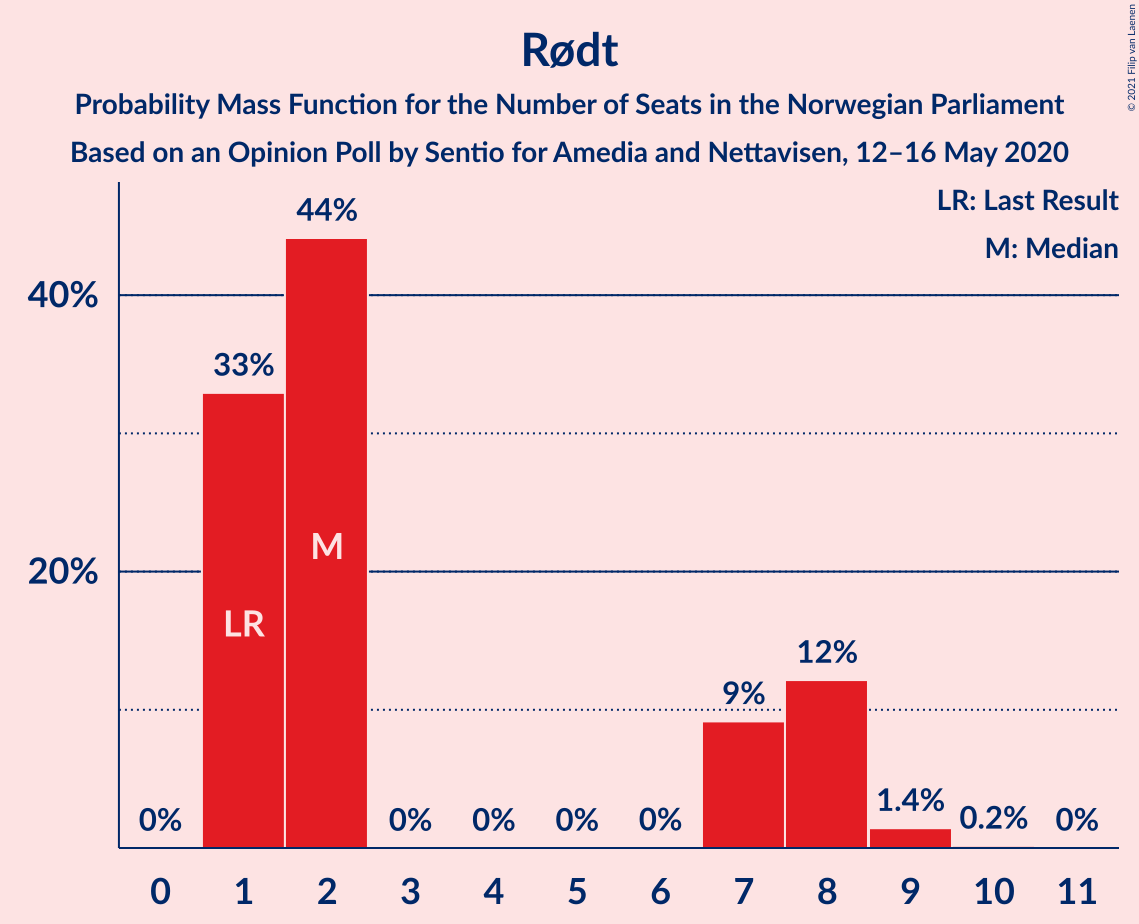 Rødt
Probability Mass Function for the Number of Seats in the Norwegian Parliament
Based on an Opinion Poll by Sentio for Amedia and Nettavisen, 12–16 May 2020
© 2021 Filip van Laenen
LR: Last Result
M: Median
40%
20%
0%
33%
LR
44%
M
0%
0%
0%
0%
9%
12%
1.4%
0.2%
0%
0 1 2 3 4 5 6 7 8 9 10 11